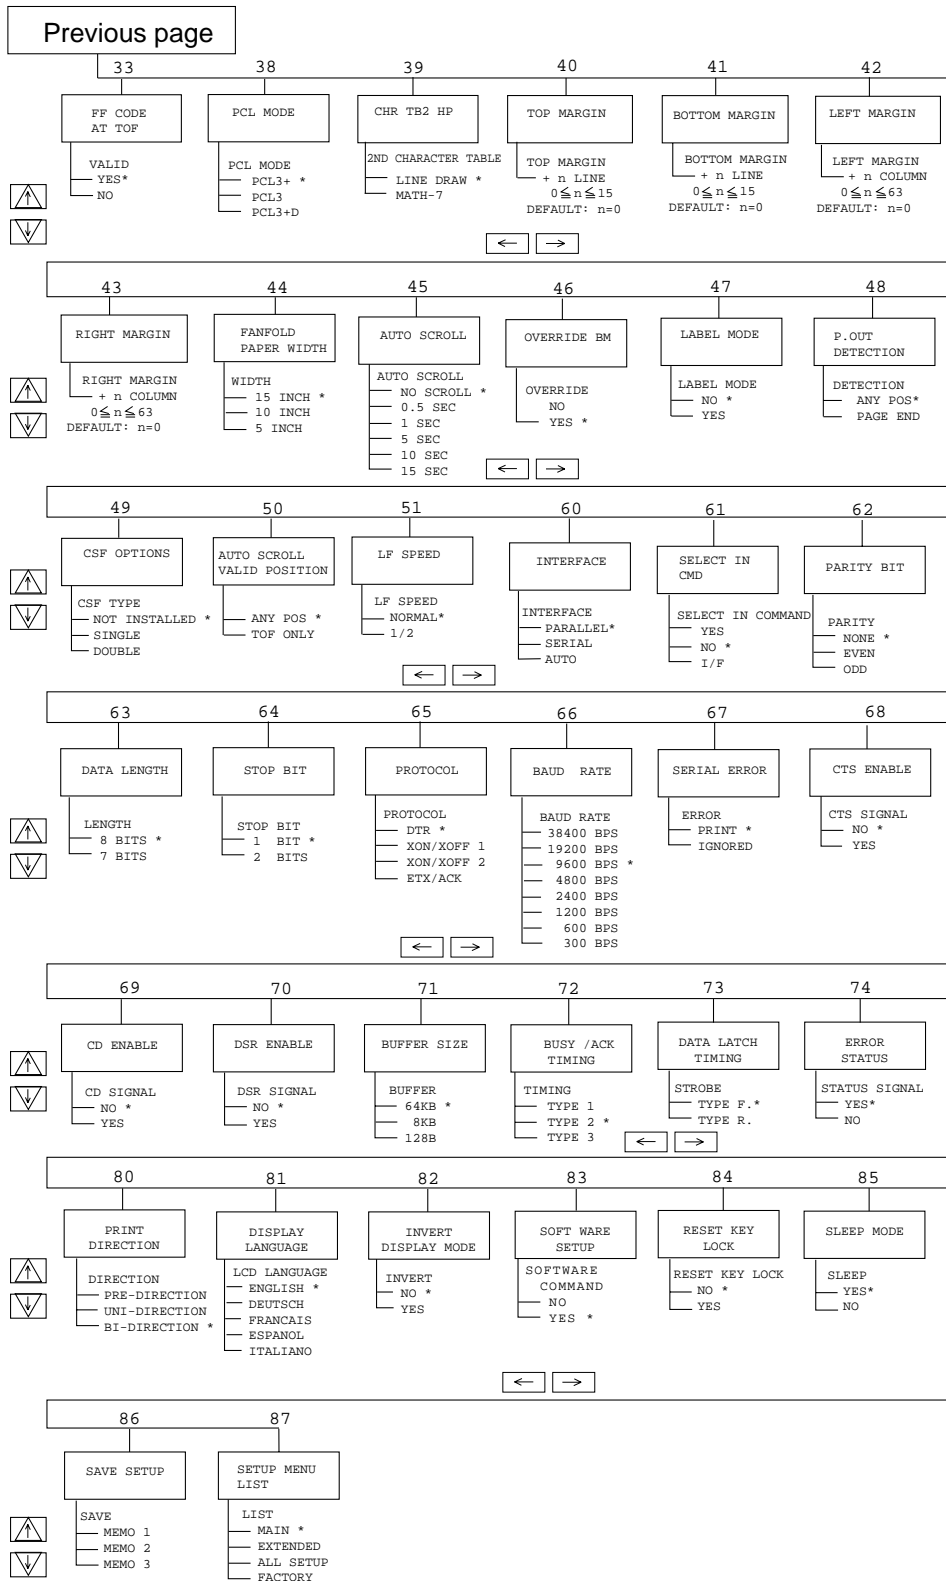 Previous page
33 38 39 40 41 42
FF CODE
AT TOF
VALID
YES*
NO
PCL MODE
PCL MODE
PCL3+ *
PCL3
PCL3+D
CHR TB2 HP
2ND CHARACTER TABLE
LINE DRAW *
MATH-7
TOP MARGIN
TOP MARGIN
+ n LINE
0≦n≦15
DEFAULT: n=0
BOTTOM MARGIN
BOTTOM MARGIN
+ n LINE
0≦n≦15
DEFAULT: n=0
LEFT MARGIN
LEFT MARGIN
+ n COLUMN
0≦n≦63
DEFAULT: n=0
43 44 45 46 47 48
RIGHT MARGIN
RIGHT MARGIN
+ n COLUMN
0≦n≦63
DEFAULT: n=0
FANFOLD
PAPER WIDTH
WIDTH
15 INCH *
10 INCH
5 INCH
AUTO SCROLL
AUTO SCROLL
NO SCROLL *
0.5 SEC
1 SEC
5 SEC
10 SEC
15 SEC
OVERRIDE BM
OVERRIDE
NO
YES *
LABEL MODE
LABEL MODE
NO *
YES
P.OUT
DETECTION
DETECTION
ANY POS*
PAGE END
49 50 51 60 61 62
CSF OPTIONS
CSF TYPE
NOT INSTALLED *
SINGLE
DOUBLE
AUTO SCROLL
VALID POSITION
ANY POS *
TOF ONLY
LF SPEED
LF SPEED
NORMAL*
1/2
INTERFACE
INTERFACE
PARALLEL*
SERIAL
AUTO
SELECT IN
CMD
SELECT IN COMMAND
YES
NO *
I/F
PARITY BIT
PARITY
NONE *
EVEN
ODD
63 64 65 66 67 68
DATA LENGTH
LENGTH
8 BITS *
7 BITS
STOP BIT
STOP BIT
1 BIT *
2 BITS
PROTOCOL
PROTOCOL
DTR *
XON/XOFF 1
XON/XOFF 2
ETX/ACK
BAUD RATE
BAUD RATE
38400 BPS
19200 BPS
9600 BPS *
4800 BPS
2400 BPS
1200 BPS
600 BPS
300 BPS
SERIAL ERROR
ERROR
PRINT *
IGNORED
CTS ENABLE
CTS SIGNAL
NO *
YES
69 70 71 72 73 74
CD ENABLE
CD SIGNAL
NO *
YES
DSR ENABLE
DSR SIGNAL
NO *
YES
BUFFER SIZE
BUFFER
64KB *
8KB
128B
BUSY /ACK
TIMING
TIMING
TYPE 1
TYPE 2 *
TYPE 3
DATA LATCH
TIMING
STROBE
TYPE F.*
TYPE R.
ERROR
STATUS
STATUS SIGNAL
YES*
NO
80 81 82 83 84 85
PRINT
DIRECTION
DIRECTION
PRE-DIRECTION
UNI-DIRECTION
BI-DIRECTION *
DISPLAY
LANGUAGE
LCD LANGUAGE
ENGLISH *
DEUTSCH
FRANCAIS
ESPANOL
ITALIANO
INVERT
DISPLAY MODE
INVERT
NO *
YES
SOFT WARE
SETUP
SOFTWARE
COMMAND
NO
YES *
RESET KEY
LOCK
RESET KEY LOCK
NO *
YES
SLEEP MODE
SLEEP
YES*
NO
86 87
SAVE SETUP
SAVE
MEMO 1
MEMO 2
MEMO 3
SETUP MENU
LIST
LIST
MAIN *
EXTENDED
ALL SETUP
FACTORY